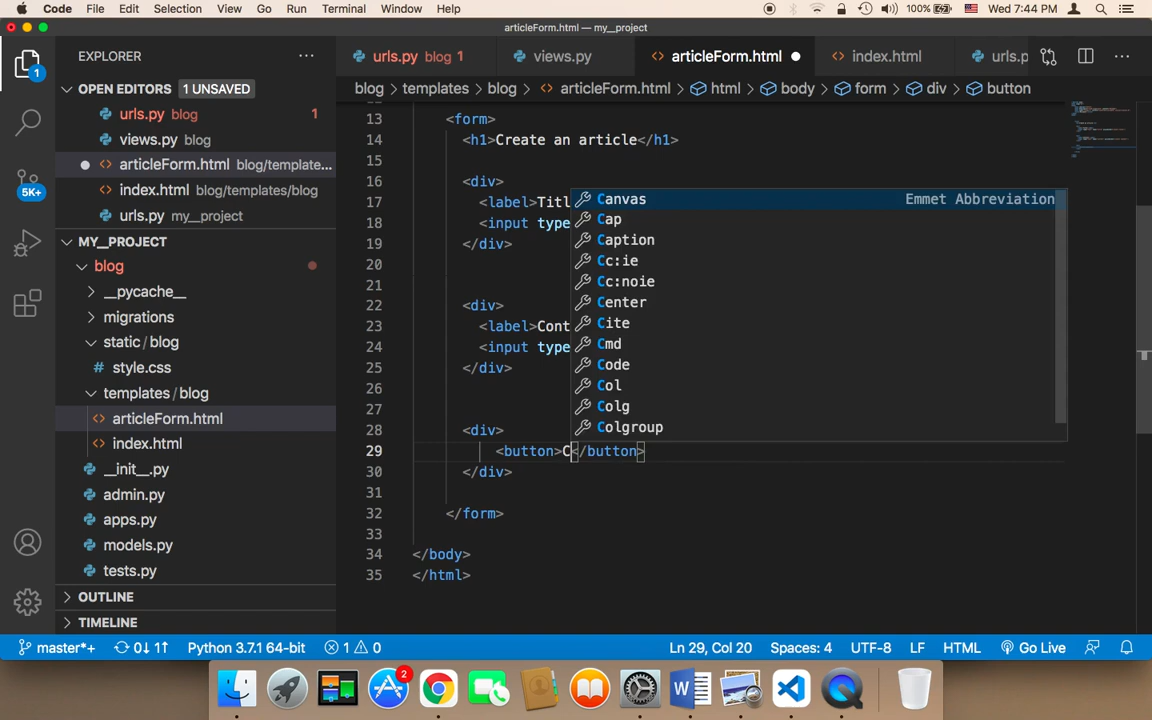 Code File Edit Selection View Go Run Terminal Window Help 100% Wed 7:44 PM
articleForm.html — my__project
EXPLORER
urls.py blog 1 views.py articleForm.html index.html urls.p
OPEN EDITORS 1 UNSAVED
blog > templates > blog > articleForm.html > html > body > form > div > button
urls.py blog 1
views.py blog
articleForm.html blog/template...
index.html blog/templates/blog
urls.py my__project
MY__PROJECT
blog
__pycache__
migrations
static / blog
style.css
templates / blog
articleForm.html
index.html
__init__.py
admin.py
apps.py
models.py
tests.py
OUTLINE
TIMELINE
1
5K+
13 <form>
14 <h1>Create an article</h1>
15
16 <div>
17 <label>Titl
18 <input type
19 </div>
20
21
22 <div>
23 <label>Cont
24 <input type
25 </div>
26
27
28 <div>
29 <button>C</button>
30 </div>
31
32 </form>
33
34 </body>
35 </html>
Canvas Emmet Abbreviation
Cap
Caption
Cc:ie
Cc:noie
Center
Cite
Cmd
Code
Col
Colg
Colgroup
master*+ 0↓ 1↑ Python 3.7.1 64-bit 1 0 Ln 29, Col 20 Spaces: 4 UTF-8 LF HTML Go Live
2